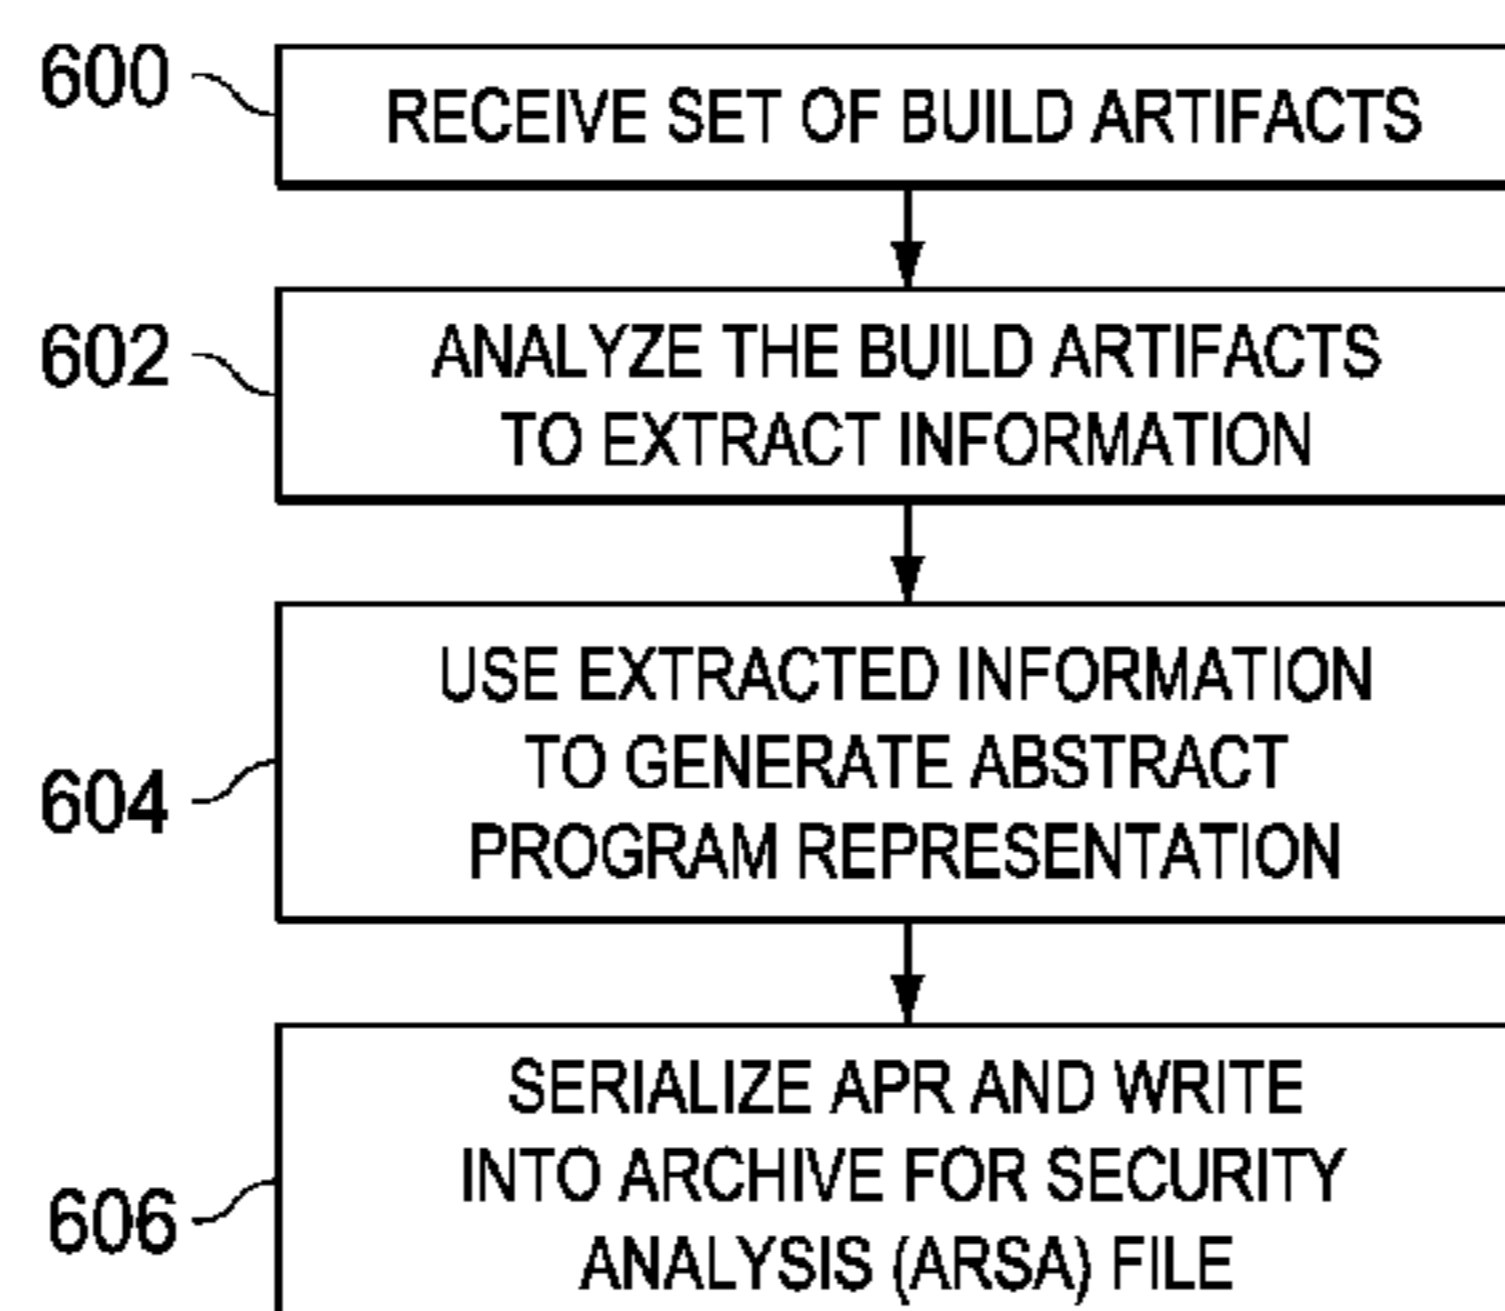 600
RECEIVE SET OF BUILD ARTIFACTS
602
ANALYZE THE BUILD ARTIFACTS
TO EXTRACT INFORMATION
604
USE EXTRACTED INFORMATION
TO GENERATE ABSTRACT
PROGRAM REPRESENTATION
606
SERIALIZE APR AND WRITE
INTO ARCHIVE FOR SECURITY
ANALYSIS (ARSA) FILE